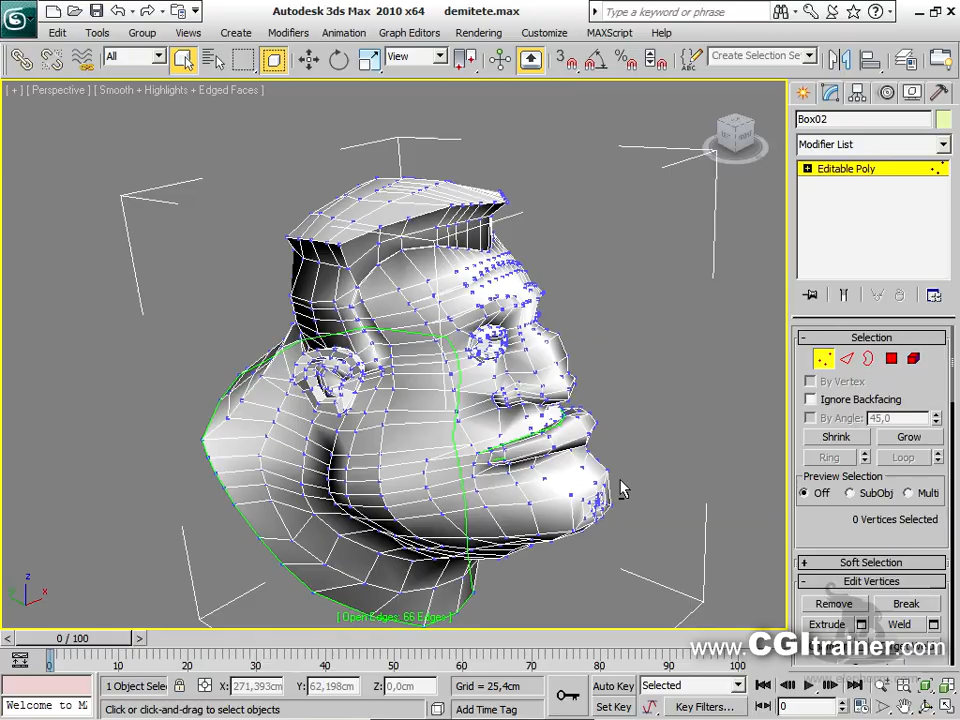 Autodesk 3ds Max 2010 x64 demitete.max
Type a keyword or phrase
Edit Tools Group Views Create Modifiers Animation Graph Editors Rendering Customize MAXScript Help
All View 3 Create Selection Se
[ + ] [ Perspective ] [ Smooth + Highlights + Edged Faces ]
Box02
Modifier List
Editable Poly
Selection
By Vertex
Ignore Backfacing
By Angle: 45,0
Shrink Grow
Ring Loop
Preview Selection
Off SubObj Multi
0 Vertices Selected
Soft Selection
Edit Vertices
Remove Break
Extrude Weld
z
x
[ Open Edges: 66 Edges ]
www.CGItrainer.com
0 / 100
0 10 20 30 40 50 60 70 80 90 100
1 Object Selec X: 271,393cm Y: 62,198cm Z: 0,0cm Grid = 25,4cm Auto Key Selected
Welcome to M Click or click-and-drag to select objects Add Time Tag Set Key Key Filters... 0